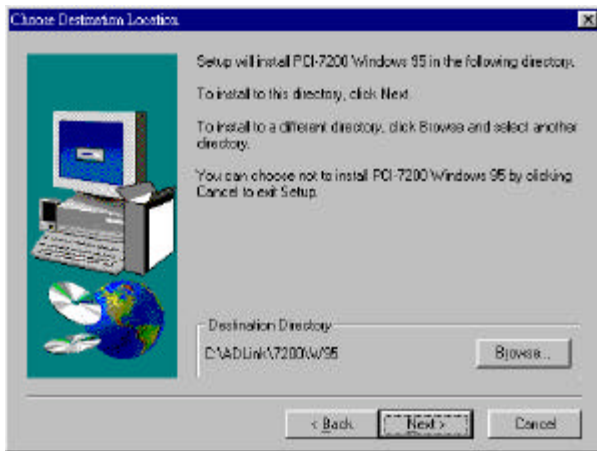 Choose Destination Location
Setup will install PCI-7200 Windows 95 in the following directory.
To install to this directory, click Next.
To install to a different directory, click Browse and select another
directory.
You can choose not to install PCI-7200 Windows 95 by clicking
Cancel to exit Setup.
Destination Directory
C:\ADLink\7200\W95
Browse...
< Back
Next >
Cancel